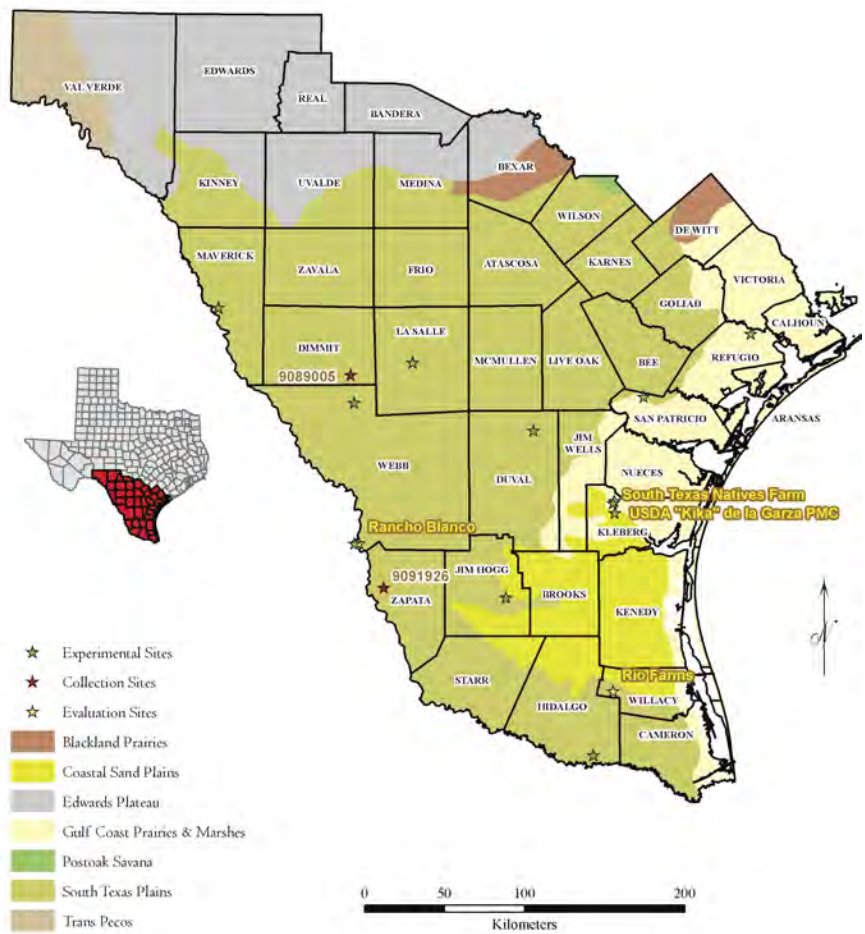 EDWARDS
VAL VERDE
REAL
BANDERA
BEXAR
KINNEY
UVALDE
MEDINA
WILSON
DE WITT
MAVERICK
ZAVALA
FRIO
ATASCOSA
KARNES
VICTORIA
GOLIAD
CALHOUN
DIMMIT
LA SALLE
MCMULLEN
LIVE OAK
BEE
REFUGIO
9089005
SAN PATRICIO
ARANSAS
WEBB
DUVAL
JIM
WELLS
NUECES
South Texas Natives Farm
USDA "Kika" de la Garza PMC
Rancho Blanco
KLEBERG
9091926
JIM HOGG
ZAPATA
BROOKS
KENEDY
STARR
Rio Farms
HIDALGO
WILLACY
CAMERON
N
Experimental Sites
Collection Sites
Evaluation Sites
Blackland Prairies
Coastal Sand Plains
Edwards Plateau
Gulf Coast Prairies & Marshes
Postoak Savana
South Texas Plains
Trans Pecos
0 100 200
Kilometers